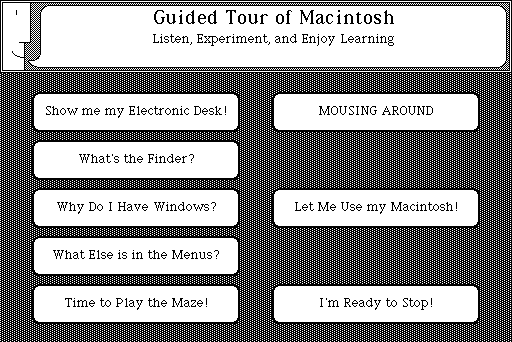 Guided Tour of Macintosh
Listen, Experiment, and Enjoy Learning
Show me my Electronic Desk!
MOUSING AROUND
What's the Finder?
Why Do I Have Windows?
Let Me Use my Macintosh!
What Else is in the Menus?
Time to Play the Maze!
I'm Ready to Stop!